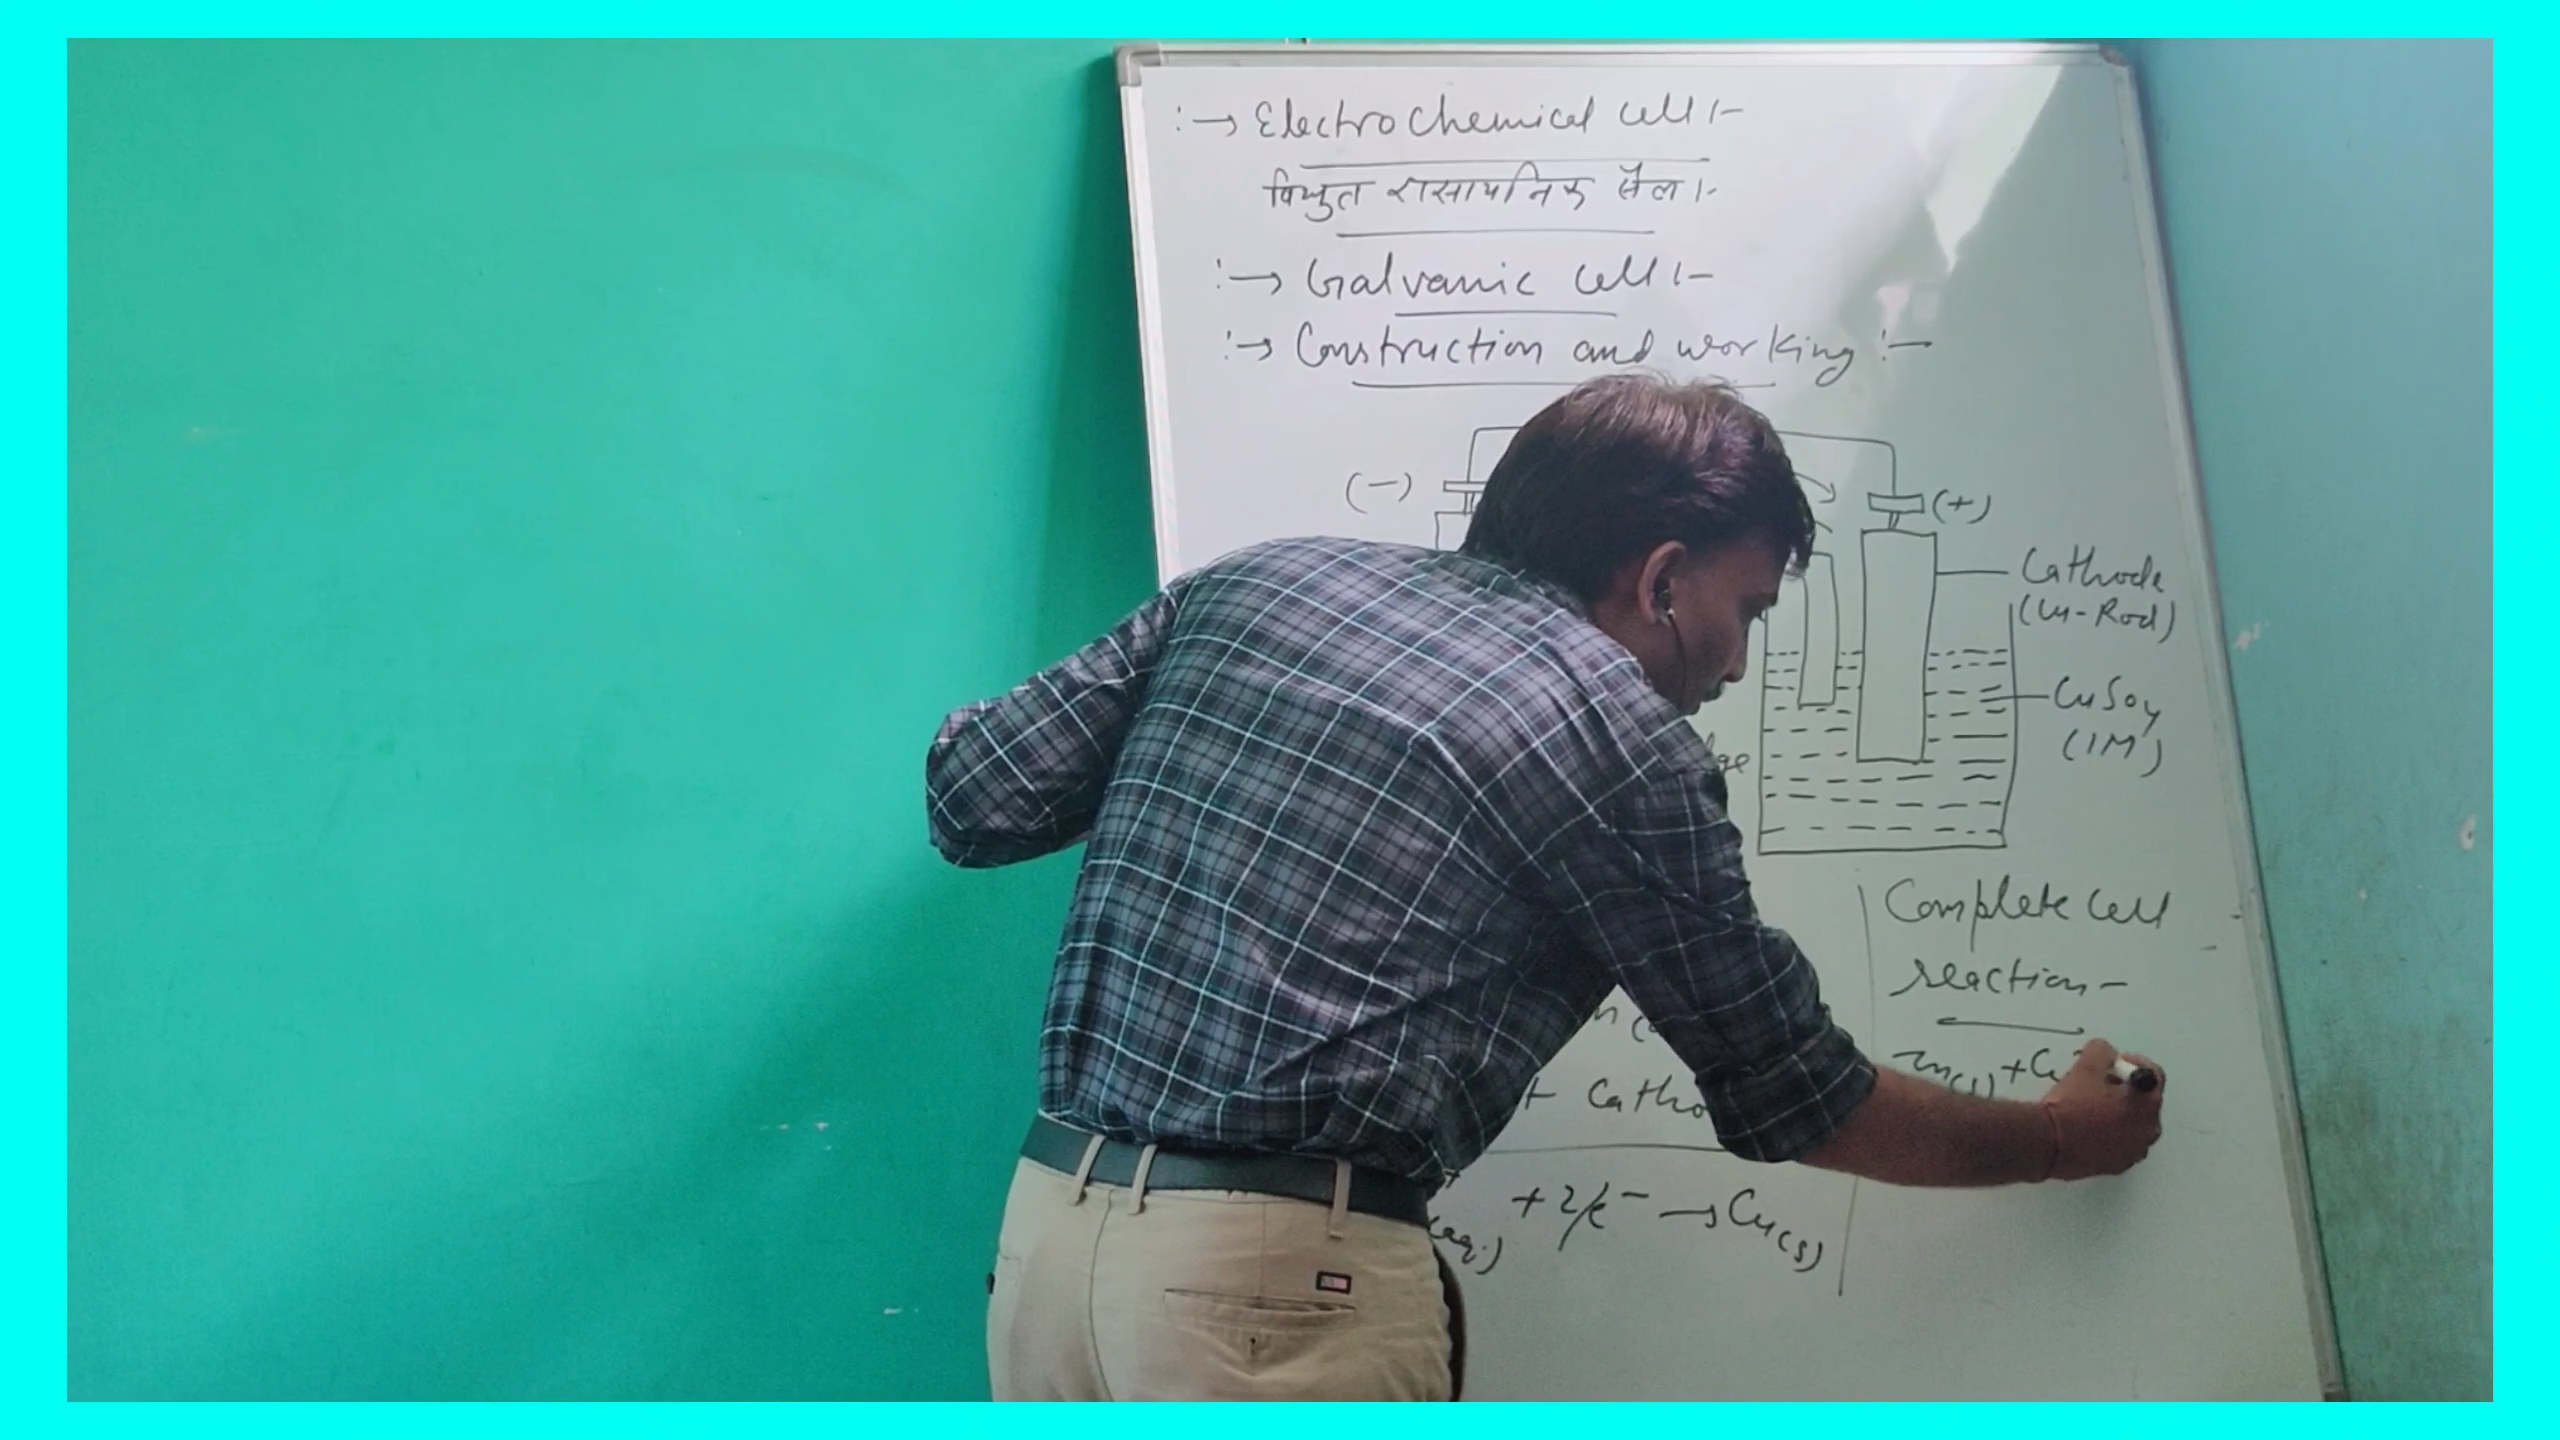 :→ Electro Chemical cell :-
विद्युत रासायनिक सैल :-
:→ Galvanic cell :-
:→ Construction and working :-
(-)
(+)
Cathode
(Cu-Rod)
CuSO4
(1M)
Complete cell
reaction-
Zn(s) + Cu
+ 2e- → Cu(s)
(aq.)